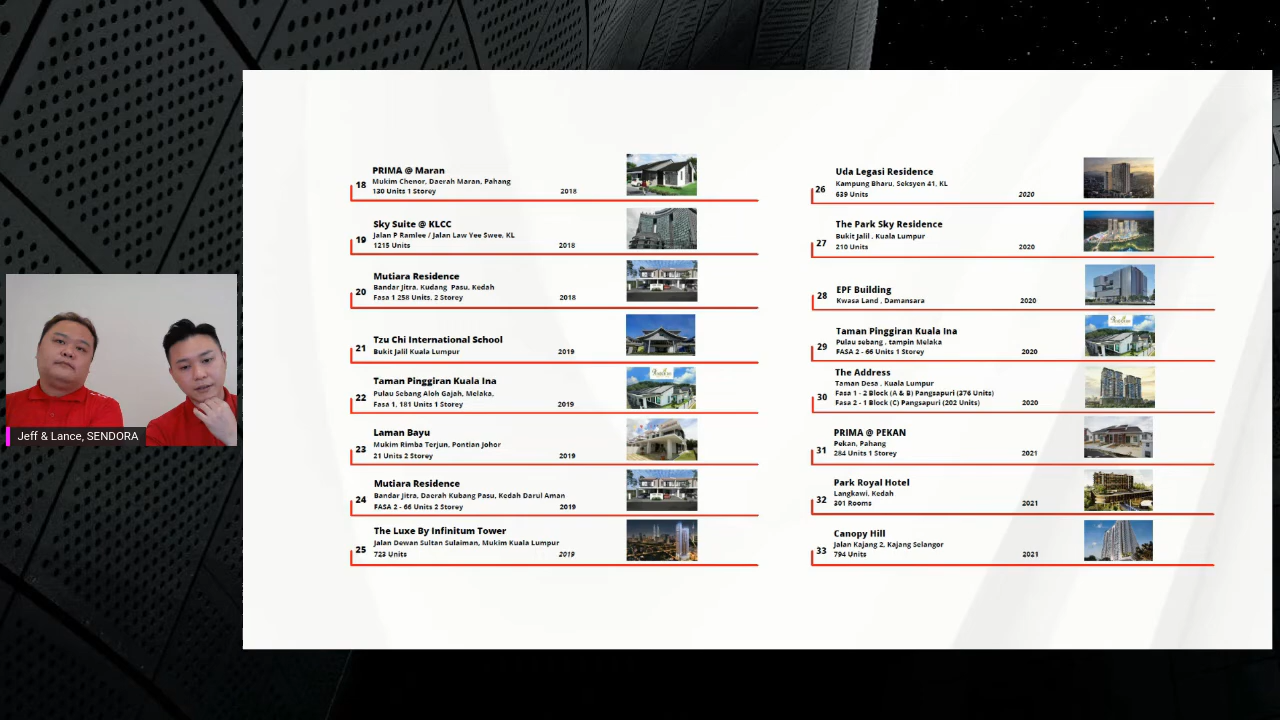 18
PRIMA @ Maran
Mukim Chenor, Daerah Maran, Pahang
130 Units 1 Storey 2018
19
Sky Suite @ KLCC
Jalan P Ramlee / Jalan Law Yee Swee, KL
1215 Units 2018
20
Mutiara Residence
Bandar Jitra, Kudang Pasu, Kedah
Fasa 1 258 Units, 2 Storey 2018
21
Tzu Chi International School
Bukit Jalil Kuala Lumpur 2019
22
Taman Pinggiran Kuala Ina
Pulau Sebang Aloh Gajah, Melaka,
Fasa 1, 181 Units 1 Storey 2019
23
Laman Bayu
Mukim Rimba Terjun, Pontian Johor
21 Units 2 Storey 2019
24
Mutiara Residence
Bandar Jitra, Daerah Kubang Pasu, Kedah Darul Aman
FASA 2 - 66 Units 2 Storey 2019
25
The Luxe By Infinitum Tower
Jalan Dewan Sultan Sulaiman, Mukim Kuala Lumpur
723 Units 2019
26
Uda Legasi Residence
Kampung Bharu, Seksyen 41, KL
639 Units 2020
27
The Park Sky Residence
Bukit Jalil . Kuala Lumpur
210 Units 2020
28
EPF Building
Kwasa Land , Damansara 2020
29
Taman Pinggiran Kuala Ina
Pulau sebang , tampin Melaka
FASA 2 - 66 Units 1 Storey 2020
30
The Address
Taman Desa . Kuala Lumpur
Fasa 1 - 2 Block (A & B) Pangsapuri (376 Units)
Fasa 2 - 1 Block (C) Pangsapuri (202 Units) 2020
31
PRIMA @ PEKAN
Pekan, Pahang
284 Units 1 Storey 2021
32
Park Royal Hotel
Langkawi, Kedah
301 Rooms 2021
33
Canopy Hill
Jalan Kajang 2, Kajang Selangor
794 Units 2021
Jeff & Lance, SENDORA